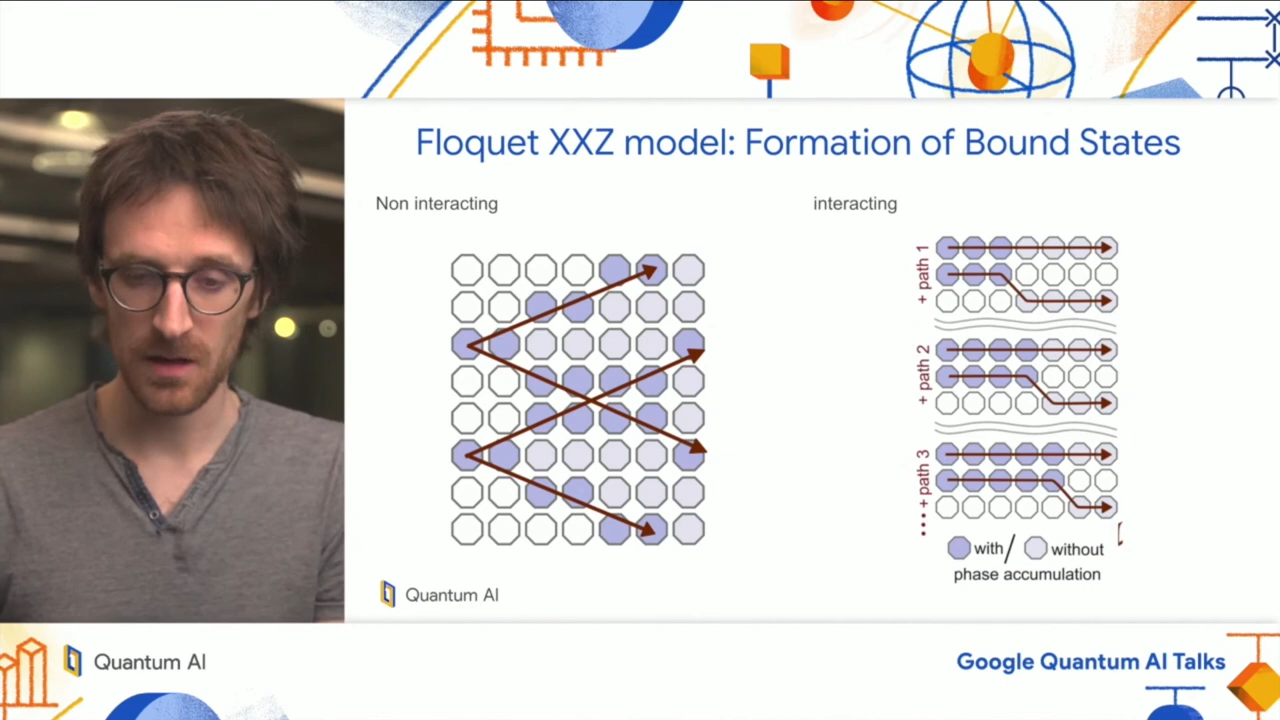 Floquet XXZ model: Formation of Bound States
Non interacting
interacting
+ path 1
+ path 2
+ path 3
....
with/ without
phase accumulation
Quantum AI
Quantum AI
Google Quantum AI Talks